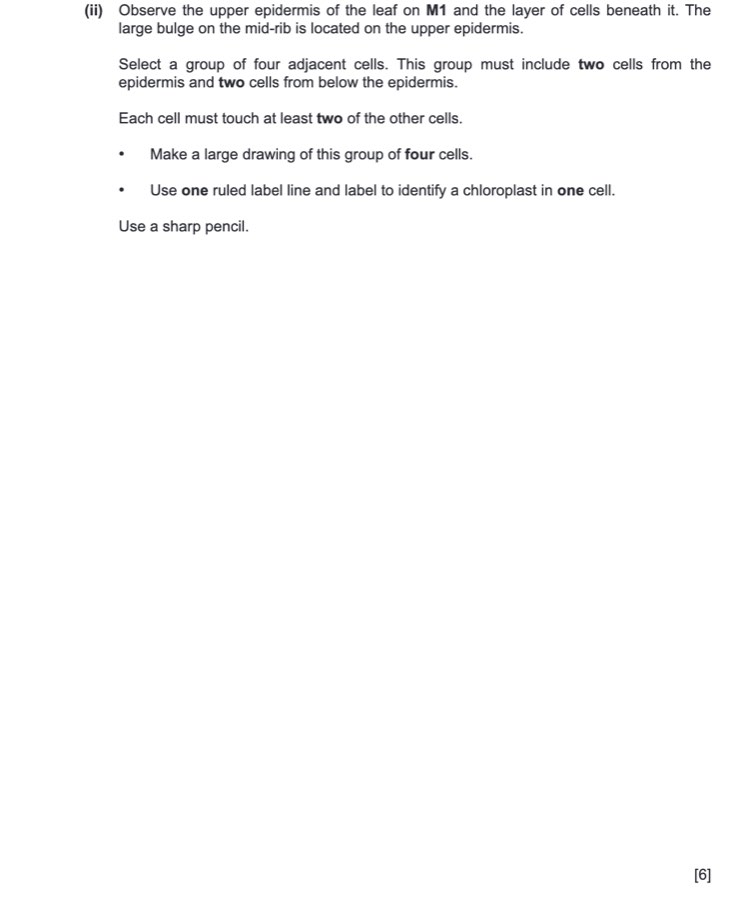 (ii) Observe the upper epidermis of the leaf on M1 and the layer of cells beneath it. The
large bulge on the mid-rib is located on the upper epidermis.
Select a group of four adjacent cells. This group must include two cells from the
epidermis and two cells from below the epidermis.
Each cell must touch at least two of the other cells.
• Make a large drawing of this group of four cells.
• Use one ruled label line and label to identify a chloroplast in one cell.
Use a sharp pencil.
[6]